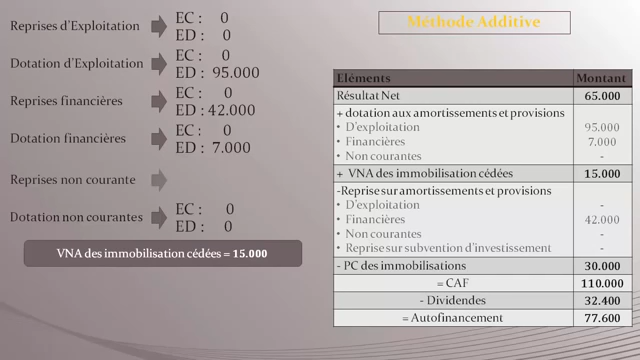 Reprises d'Exploitation
EC : 0
ED : 0
Dotation d'Exploitation
EC : 0
ED : 95.000
Reprises financières
EC : 0
ED : 42.000
Dotation financières
EC : 0
ED : 7.000
Reprises non courante
Dotation non courantes
EC : 0
ED : 0
VNA des immobilisation cédées = 15.000
Méthode Additive
Eléments Montant
Résultat Net 65.000
+ dotation aux amortissements et provisions
• D'exploitation 95.000
• Financières 7.000
• Non courantes -
+ VNA des immobilisation cédées 15.000
-Reprise sur amortissements et provisions
• D'exploitation -
• Financières 42.000
• Non courantes -
• Reprise sur subvention d'investissement -
- PC des immobilisations 30.000
= CAF 110.000
- Dividendes 32.400
= Autofinancement 77.600